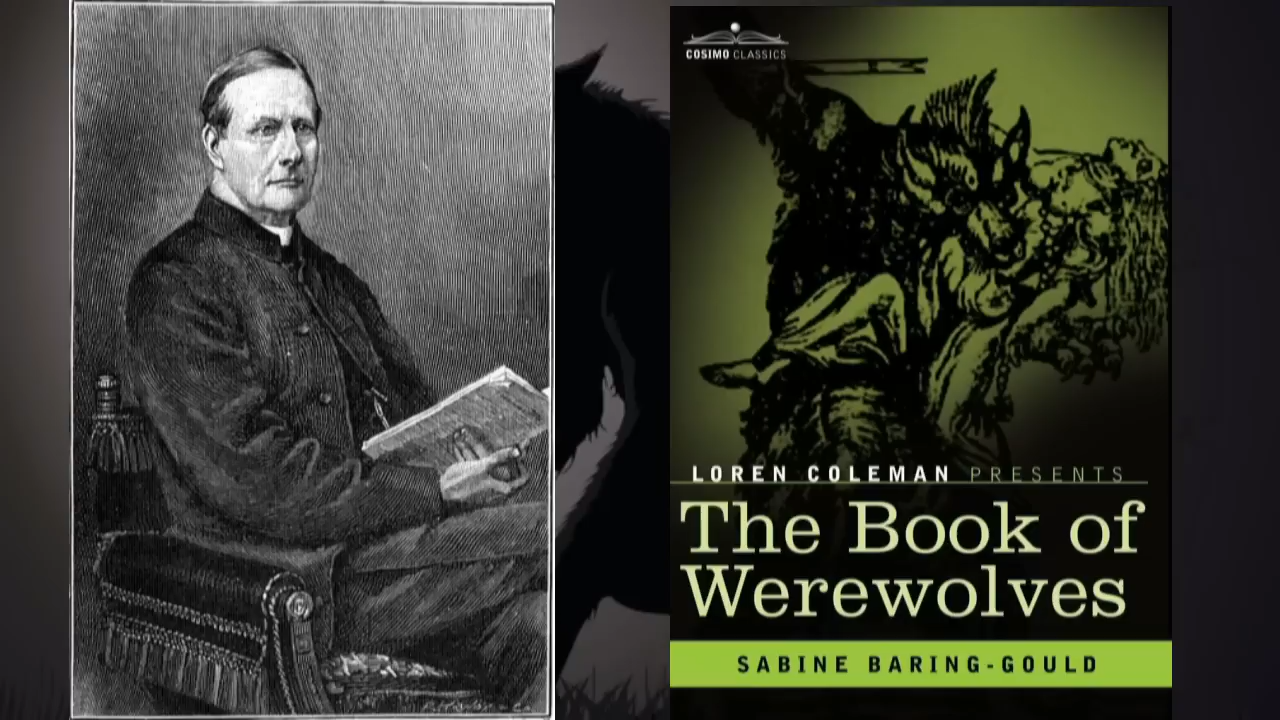 COSIMO CLASSICS
LOREN COLEMAN PRESENTS
The Book of
Werewolves
SABINE BARING-GOULD